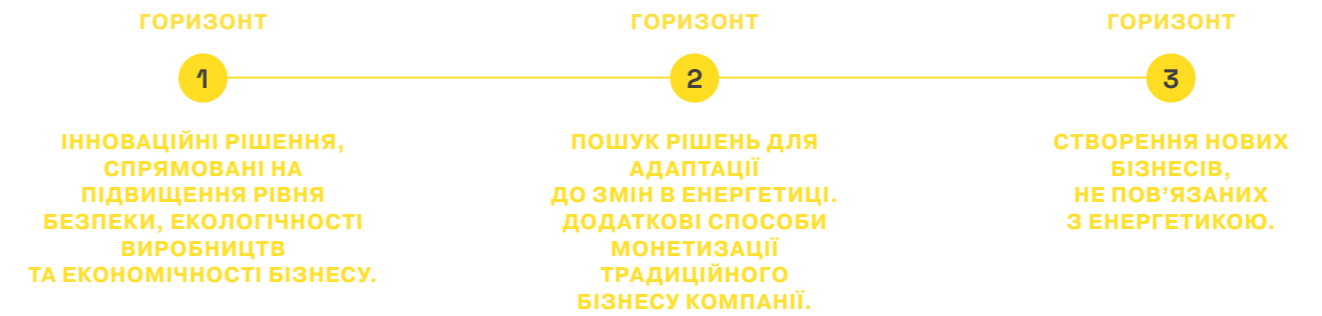 ГОРИЗОНТ
1
ІННОВАЦІЙНІ РІШЕННЯ,
СПРЯМОВАНІ НА
ПІДВИЩЕННЯ РІВНЯ
БЕЗПЕКИ, ЕКОЛОГІЧНОСТІ
ВИРОБНИЦТВ
ТА ЕКОНОМІЧНОСТІ БІЗНЕСУ.
ГОРИЗОНТ
2
ПОШУК РІШЕНЬ ДЛЯ
АДАПТАЦІЇ
ДО ЗМІН В ЕНЕРГЕТИЦІ.
ДОДАТКОВІ СПОСОБИ
МОНЕТИЗАЦІЇ
ТРАДИЦІЙНОГО
БІЗНЕСУ КОМПАНІЇ.
ГОРИЗОНТ
3
СТВОРЕННЯ НОВИХ
БІЗНЕСІВ,
НЕ ПОВ’ЯЗАНИХ
З ЕНЕРГЕТИКОЮ.